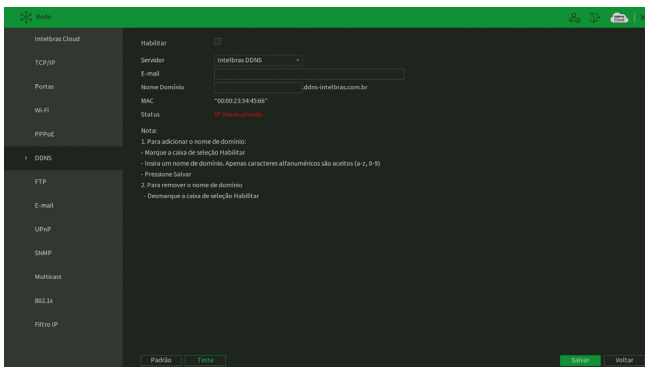 Rede
Intelbras Cloud
TCP/IP
Portas
Wi-Fi
PPPoE
DDNS
FTP
E-mail
UPnP
SNMP
Multicast
802.1x
Filtro IP
Habilitar
Servidor Intelbras DDNS
E-mail
Nome Domínio .ddns-intelbras.com.br
MAC "00:00:23:34:45:66"
Status IP Desatualizado
Nota:
1. Para adicionar o nome de domínio:
- Marque a caixa de seleção Habilitar
- Insira um nome de domínio. Apenas caracteres alfanuméricos são aceitos (a-z, 0-9)
- Pressione Salvar
2. Para remover o nome de domínio
- Desmarque a caixa de seleção Habilitar
Padrão Teste Salvar Voltar